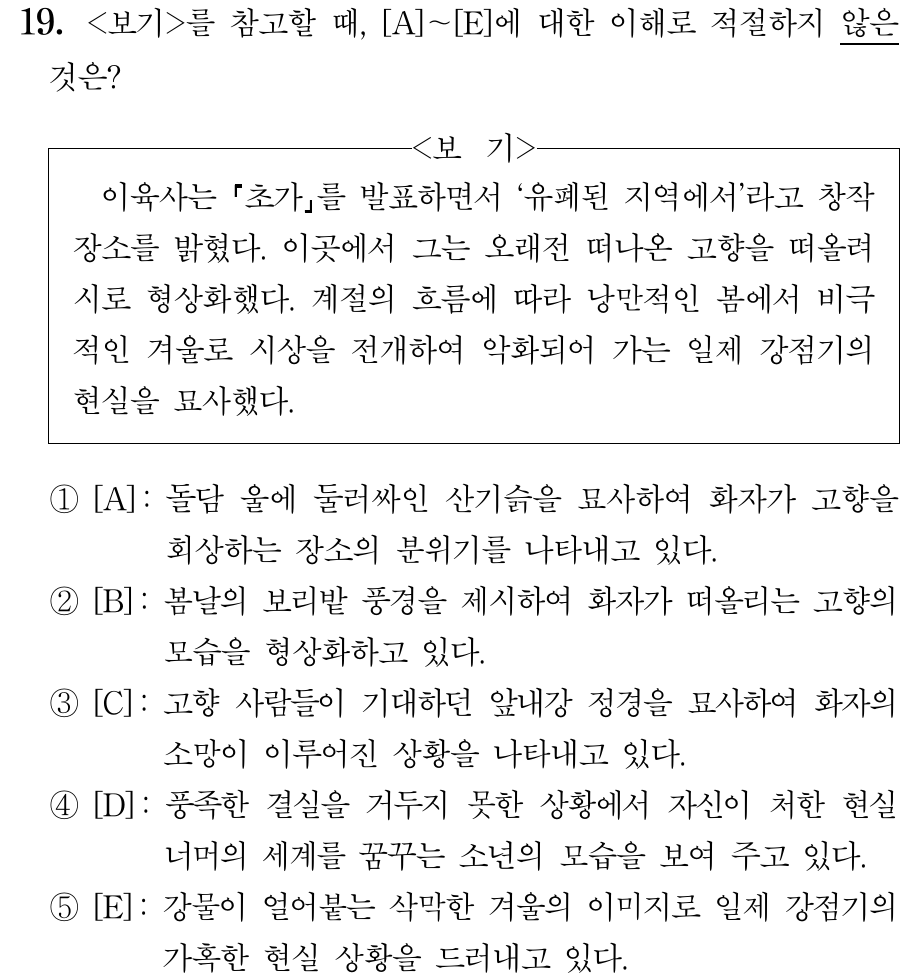 19. <보기>를 참고할 때, [A]~[E]에 대한 이해로 적절하지 않은
것은?
<보 기>
이육사는 『초가』를 발표하면서 ‘유폐된 지역에서’라고 창작
장소를 밝혔다. 이곳에서 그는 오래전 떠나온 고향을 떠올려
시로 형상화했다. 계절의 흐름에 따라 낭만적인 봄에서 비극
적인 겨울로 시상을 전개하여 악화되어 가는 일제 강점기의
현실을 묘사했다.
① [A]: 돌담 울에 둘러싸인 산기슭을 묘사하여 화자가 고향을
회상하는 장소의 분위기를 나타내고 있다.
② [B]: 봄날의 보리밭 풍경을 제시하여 화자가 떠올리는 고향의
모습을 형상화하고 있다.
③ [C]: 고향 사람들이 기대하던 앞내강 정경을 묘사하여 화자의
소망이 이루어진 상황을 나타내고 있다.
④ [D]: 풍족한 결실을 거두지 못한 상황에서 자신이 처한 현실
너머의 세계를 꿈꾸는 소년의 모습을 보여 주고 있다.
⑤ [E]: 강물이 얼어붙는 삭막한 겨울의 이미지로 일제 강점기의
가혹한 현실 상황을 드러내고 있다.